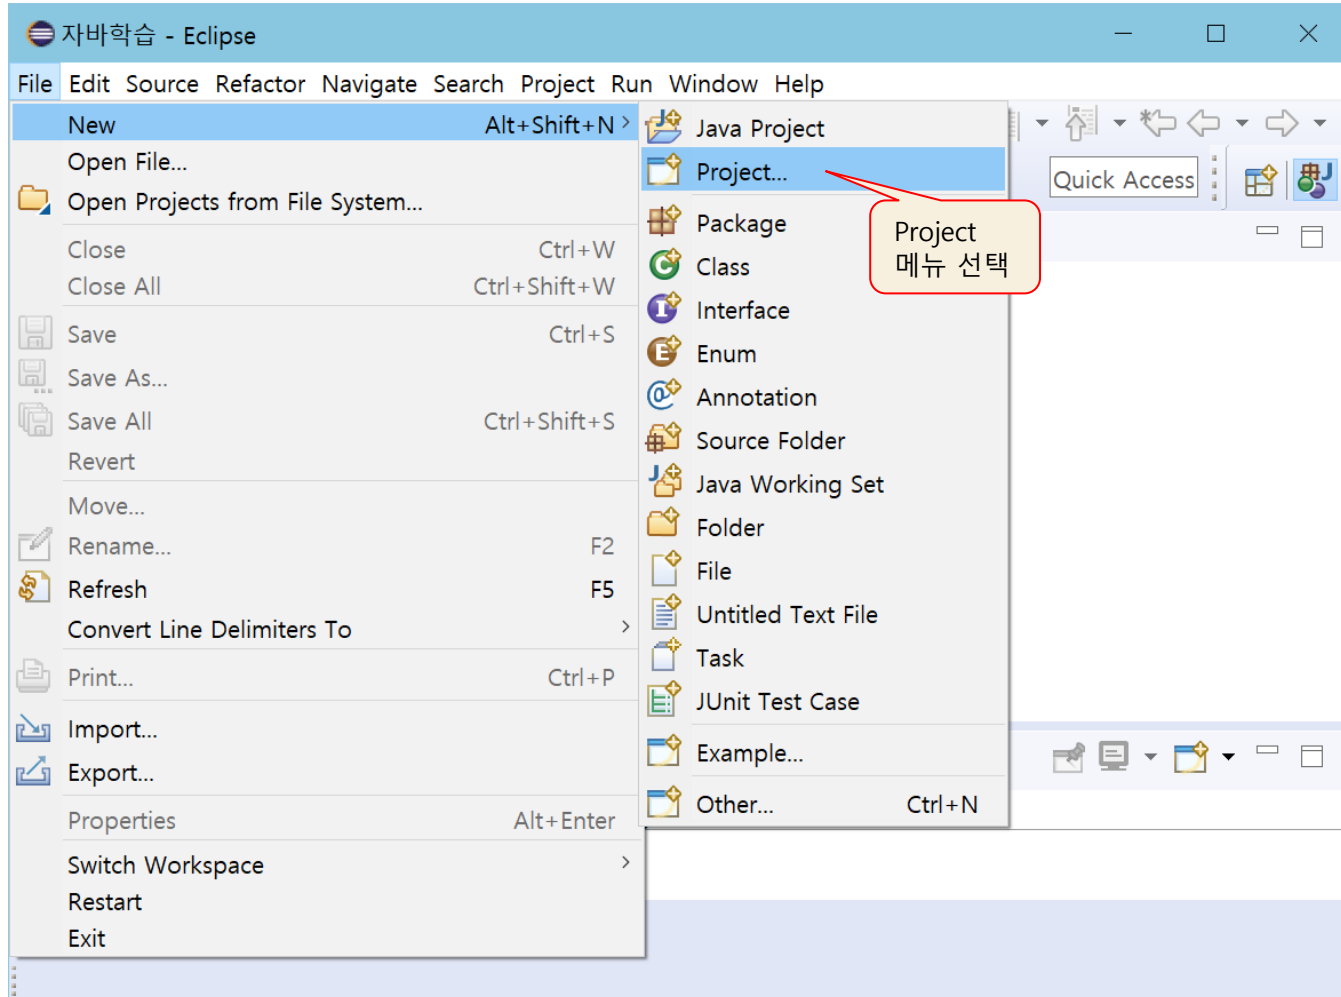 자바학습 - Eclipse
File Edit Source Refactor Navigate Search Project Run Window Help
New Alt+Shift+N
Open File...
Open Projects from File System...
Close Ctrl+W
Close All Ctrl+Shift+W
Save Ctrl+S
Save As...
Save All Ctrl+Shift+S
Revert
Move...
Rename... F2
Refresh F5
Convert Line Delimiters To
Print... Ctrl+P
Import...
Export...
Properties Alt+Enter
Switch Workspace
Restart
Exit
Java Project
Project...
Package
Class
Interface
Enum
Annotation
Source Folder
Java Working Set
Folder
File
Untitled Text File
Task
JUnit Test Case
Example...
Other... Ctrl+N
Project
메뉴 선택
Quick Access